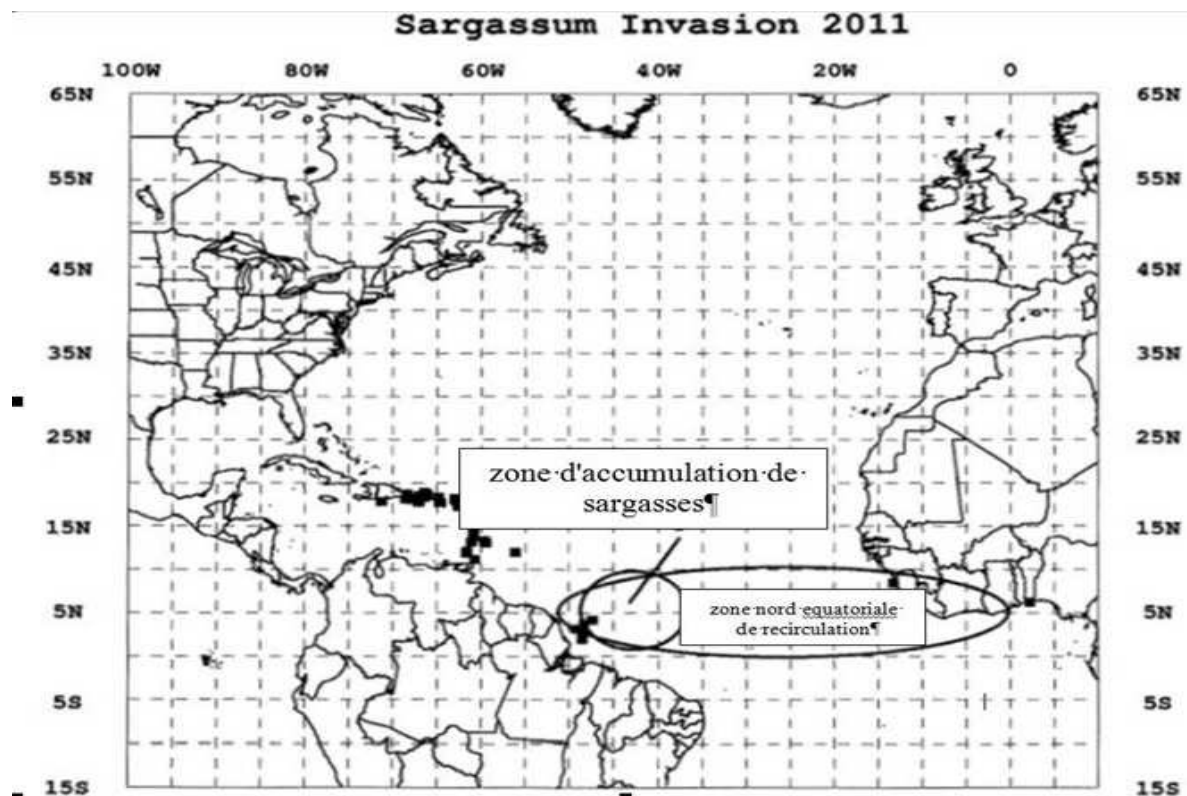 Sargassum Invasion 2011
100W 80W 60W 40W 20W 0
65N 65N
55N 55N
45N 45N
35N 35N
25N 25N
zone·d'accumulation·de·
sargasses¶
15N 15N
zone·nord·equatoriale·
de·recirculation¶
5N 5N
5S 5S
15S 15S